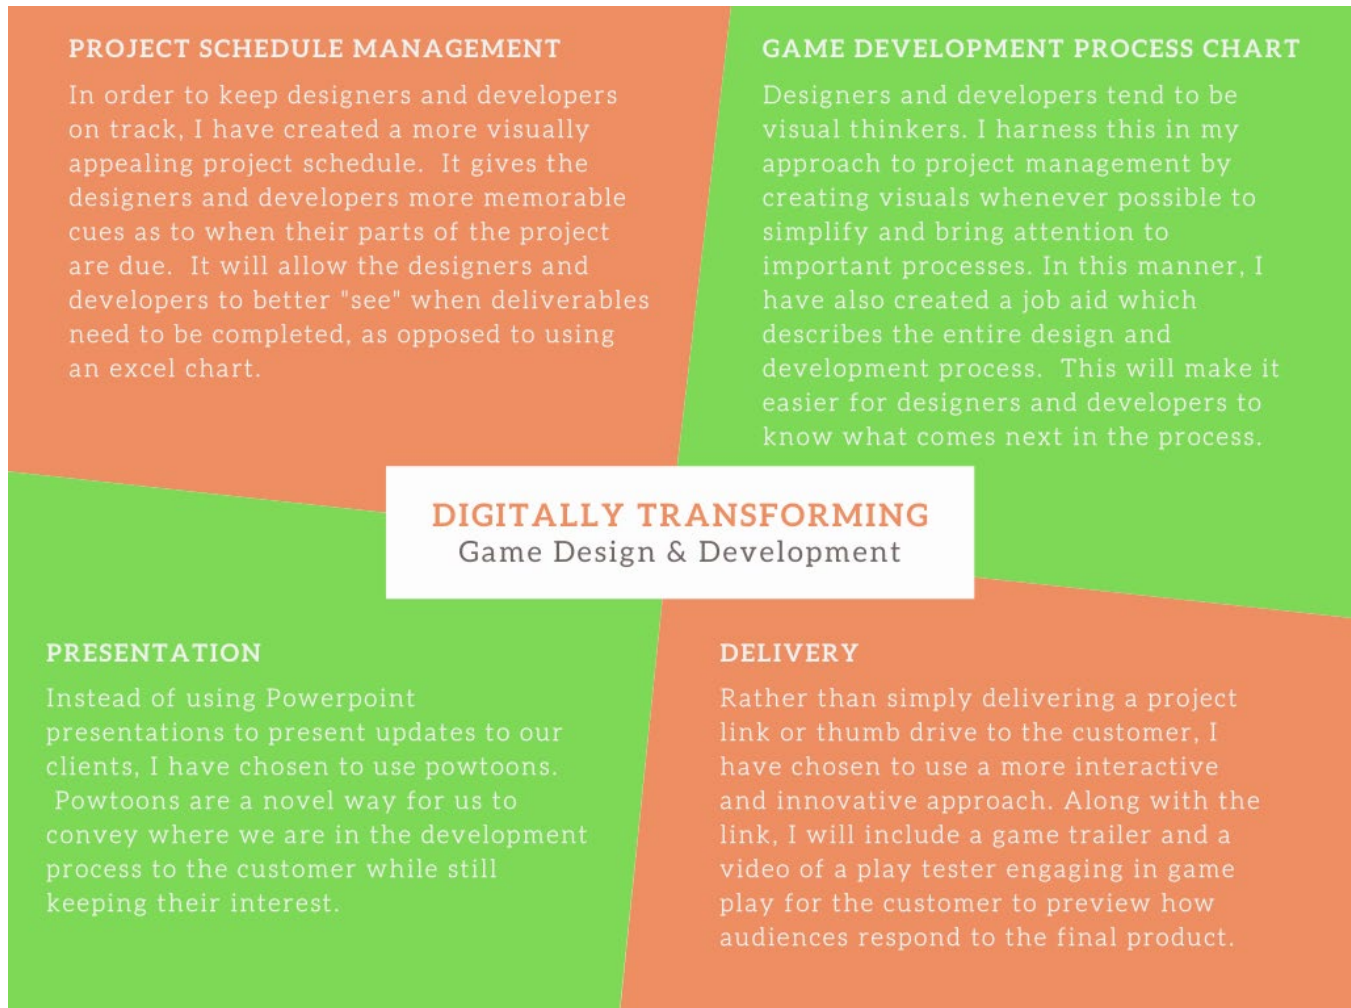 PROJECT SCHEDULE MANAGEMENT
In order to keep designers and developers
on track, I have created a more visually
appealing project schedule.  It gives the
designers and developers more memorable
cues as to when their parts of the project
are due.  It will allow the designers and
developers to better "see" when deliverables
need to be completed, as opposed to using
an excel chart.
GAME DEVELOPMENT PROCESS CHART
Designers and developers tend to be
visual thinkers. I harness this in my
approach to project management by
creating visuals whenever possible to
simplify and bring attention to
important processes. In this manner, I
have also created a job aid which
describes the entire design and
development process.  This will make it
easier for designers and developers to
know what comes next in the process.
DIGITALLY TRANSFORMING
Game Design & Development
PRESENTATION
Instead of using Powerpoint
presentations to present updates to our
clients, I have chosen to use powtoons.
Powtoons are a novel way for us to
convey where we are in the development
process to the customer while still
keeping their interest.
DELIVERY
Rather than simply delivering a project
link or thumb drive to the customer, I
have chosen to use a more interactive
and innovative approach. Along with the
link, I will include a game trailer and a
video of a play tester engaging in game
play for the customer to preview how
audiences respond to the final product.